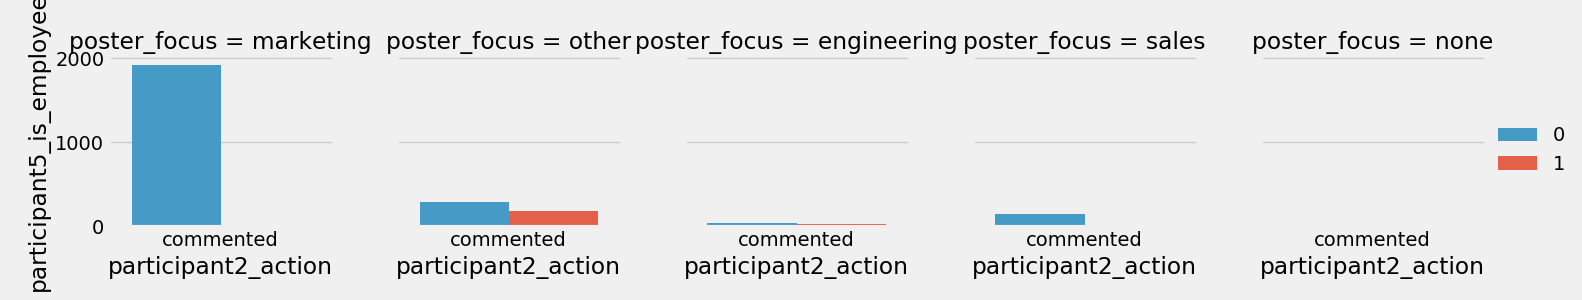 poster_focus = marketing
poster_focus = other
poster_focus = engineering
poster_focus = sales
poster_focus = none
participant5_is_employee
2000
1000
0
commented
commented
commented
commented
commented
participant2_action
participant2_action
participant2_action
participant2_action
participant2_action
0
1